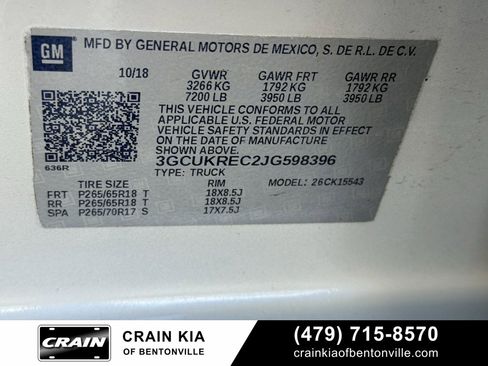 GM
MFD BY GENERAL MOTORS DE MEXICO, S. DE R.L. DE C.V.
10/18 GVWR GAWR FRT GAWR RR
3266 KG 1792 KG 1792 KG
7200 LB 3950 LB 3950 LB
THIS VEHICLE CONFORMS TO ALL
APPLICABLE U.S. FEDERAL MOTOR
VEHICLE SAFETY STANDARDS IN EFFECT
ON THE DATE OF MANUFACTURE
SHOWN ABOVE.
636R 3GCUKREC2JG598396
TYPE: TRUCK
TIRE SIZE RIM MODEL: 26CK15543
FRT P265/65R18 T 18X8.5J
RR P265/65R18 T 18X8.5J
SPA P265/70R17 S 17X7.5J
CRAIN
CRAIN KIA
OF BENTONVILLE
(479) 715-8570
crainkiaofbentonville.com